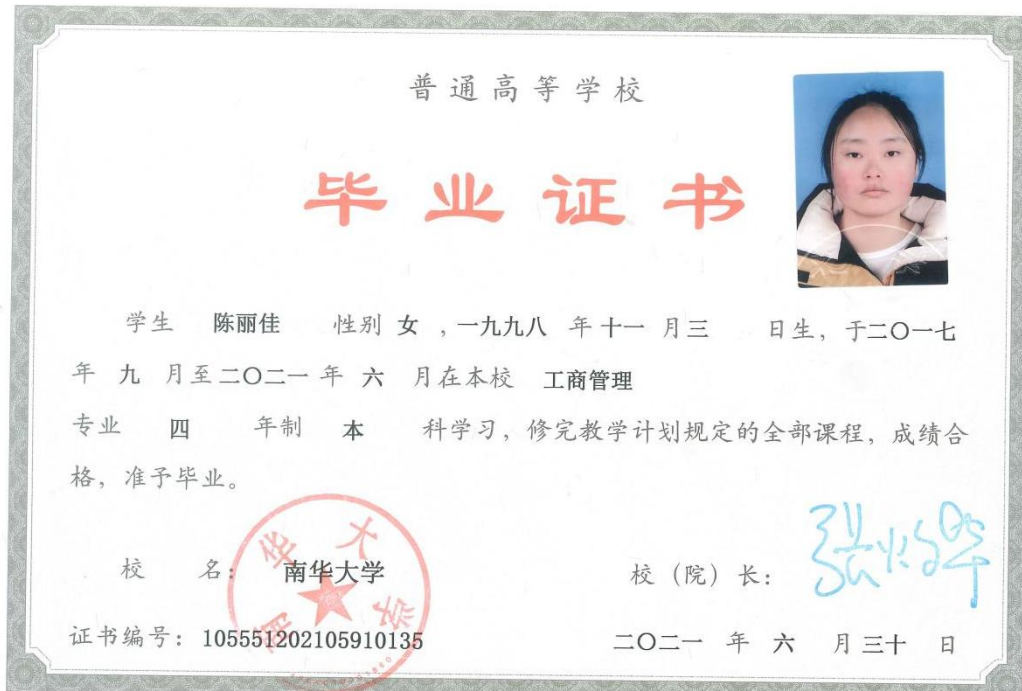 普通高等学校
毕业证书
学生 陈丽佳 性别 女 ,一九九八 年 十一 月 三 日生，于二〇一七
年 九 月至二〇二一 年 六 月在本校 工商管理
专业 四 年制 本 科学习，修完教学计划规定的全部课程，成绩合
格，准予毕业。
校 名： 南华大学 校（院）长：
南华大学
证书编号：105551202105910135 二〇二一 年 六 月 三十 日